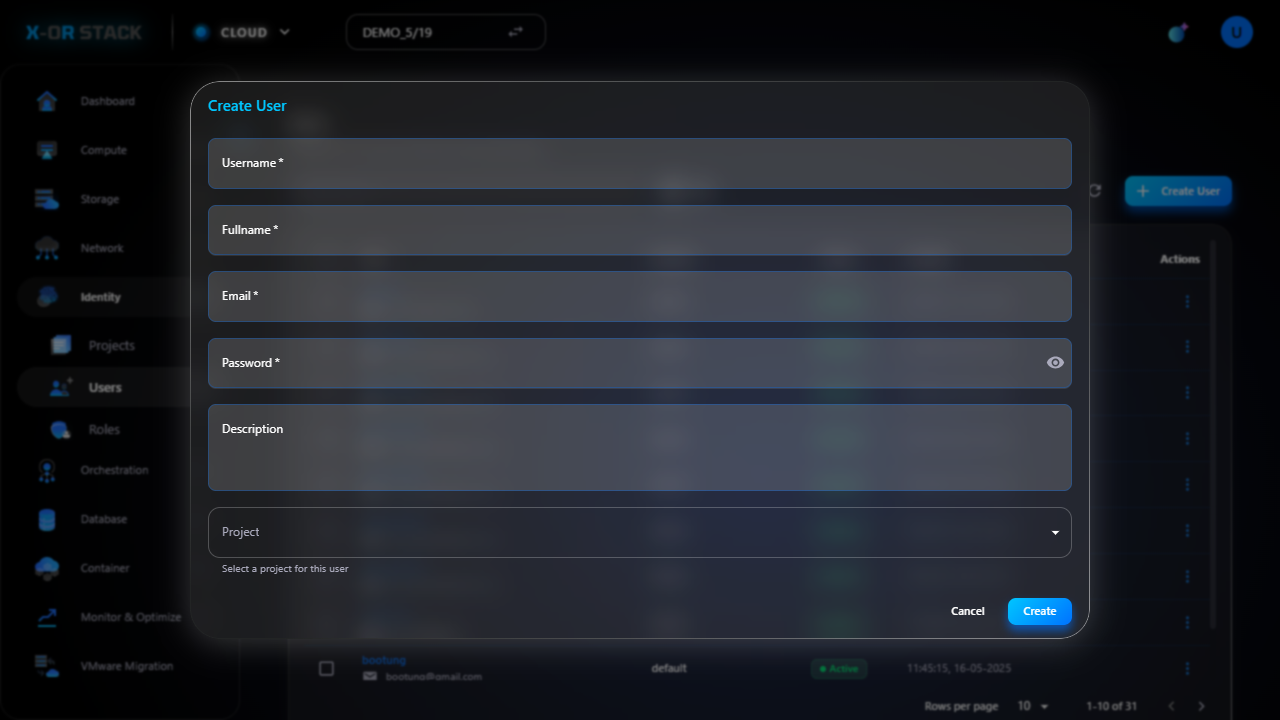 X-OR STACK
CLOUD
DEMO_5/19
U
Dashboard
Compute
Storage
Network
Identity
Projects
Users
Roles
Orchestration
Database
Container
Monitor & Optimize
VMware Migration
Create User
Actions
Create User
Username *
Fullname *
Email *
Password *
Description
Project
Select a project for this user
Cancel
Create
bootung
bootung@gmail.com
default
Active
11:45:15, 16-05-2025
Rows per page
10
1-10 of 31